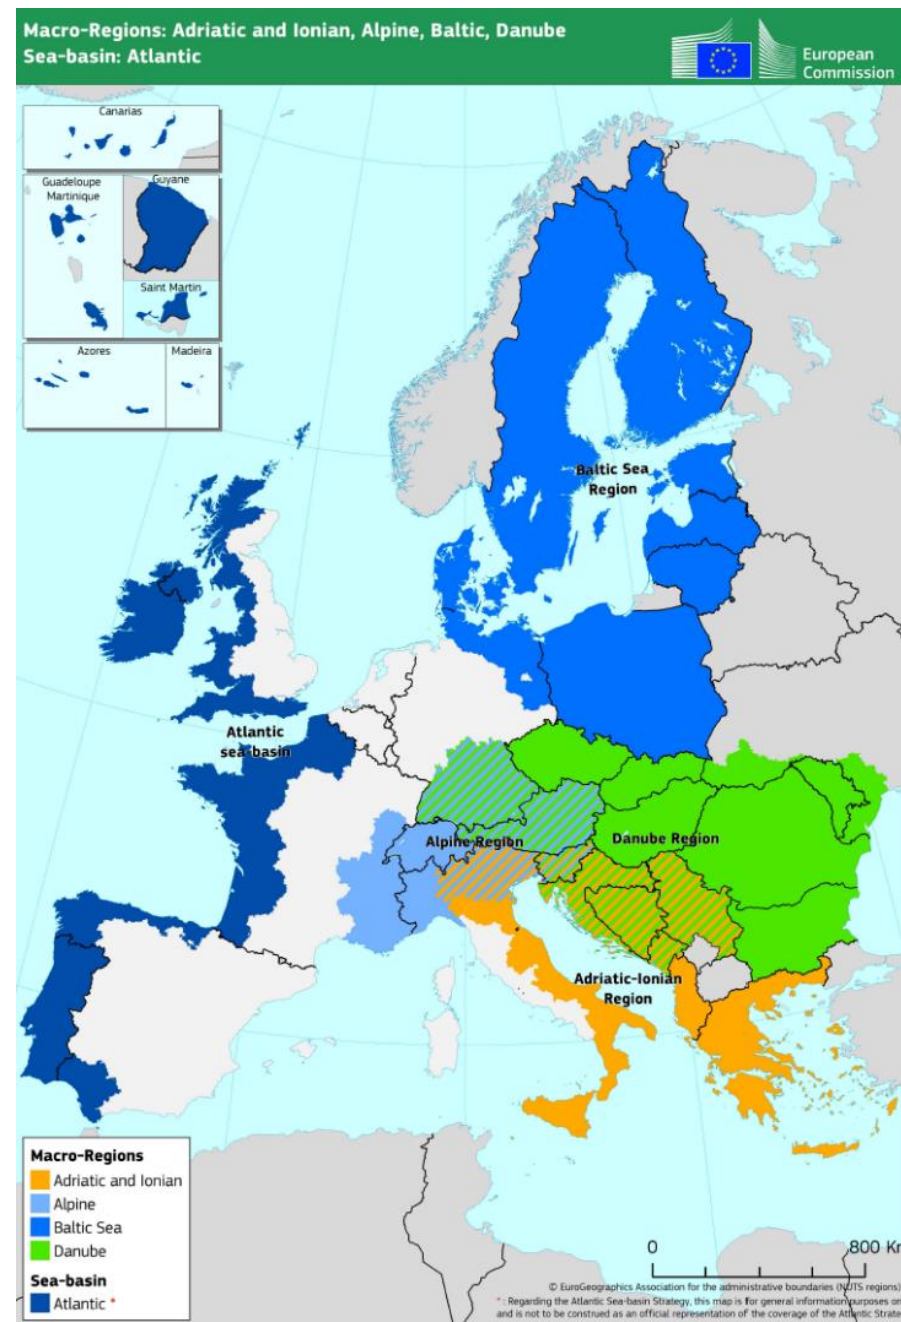 Macro-Regions: Adriatic and Ionian, Alpine, Baltic, Danube
Sea-basin: Atlantic
European
Commission
Canarias
Guadeloupe
Martinique
Guyane
Saint Martin
Azores
Madeira
Baltic Sea
Region
Atlantic
sea-basin
Alpine Region
Danube Region
Adriatic-Ionian
Region
Macro-Regions
Adriatic and Ionian
Alpine
Baltic Sea
Danube
Sea-basin
Atlantic *
0 800 K
© EuroGeographics Association for the administrative boundaries (NUTS regions)
* : Regarding the Atlantic Sea-basin Strategy, this map is for general information purposes on
and is not to be construed as an official representation of the coverage of the Atlantic Strate